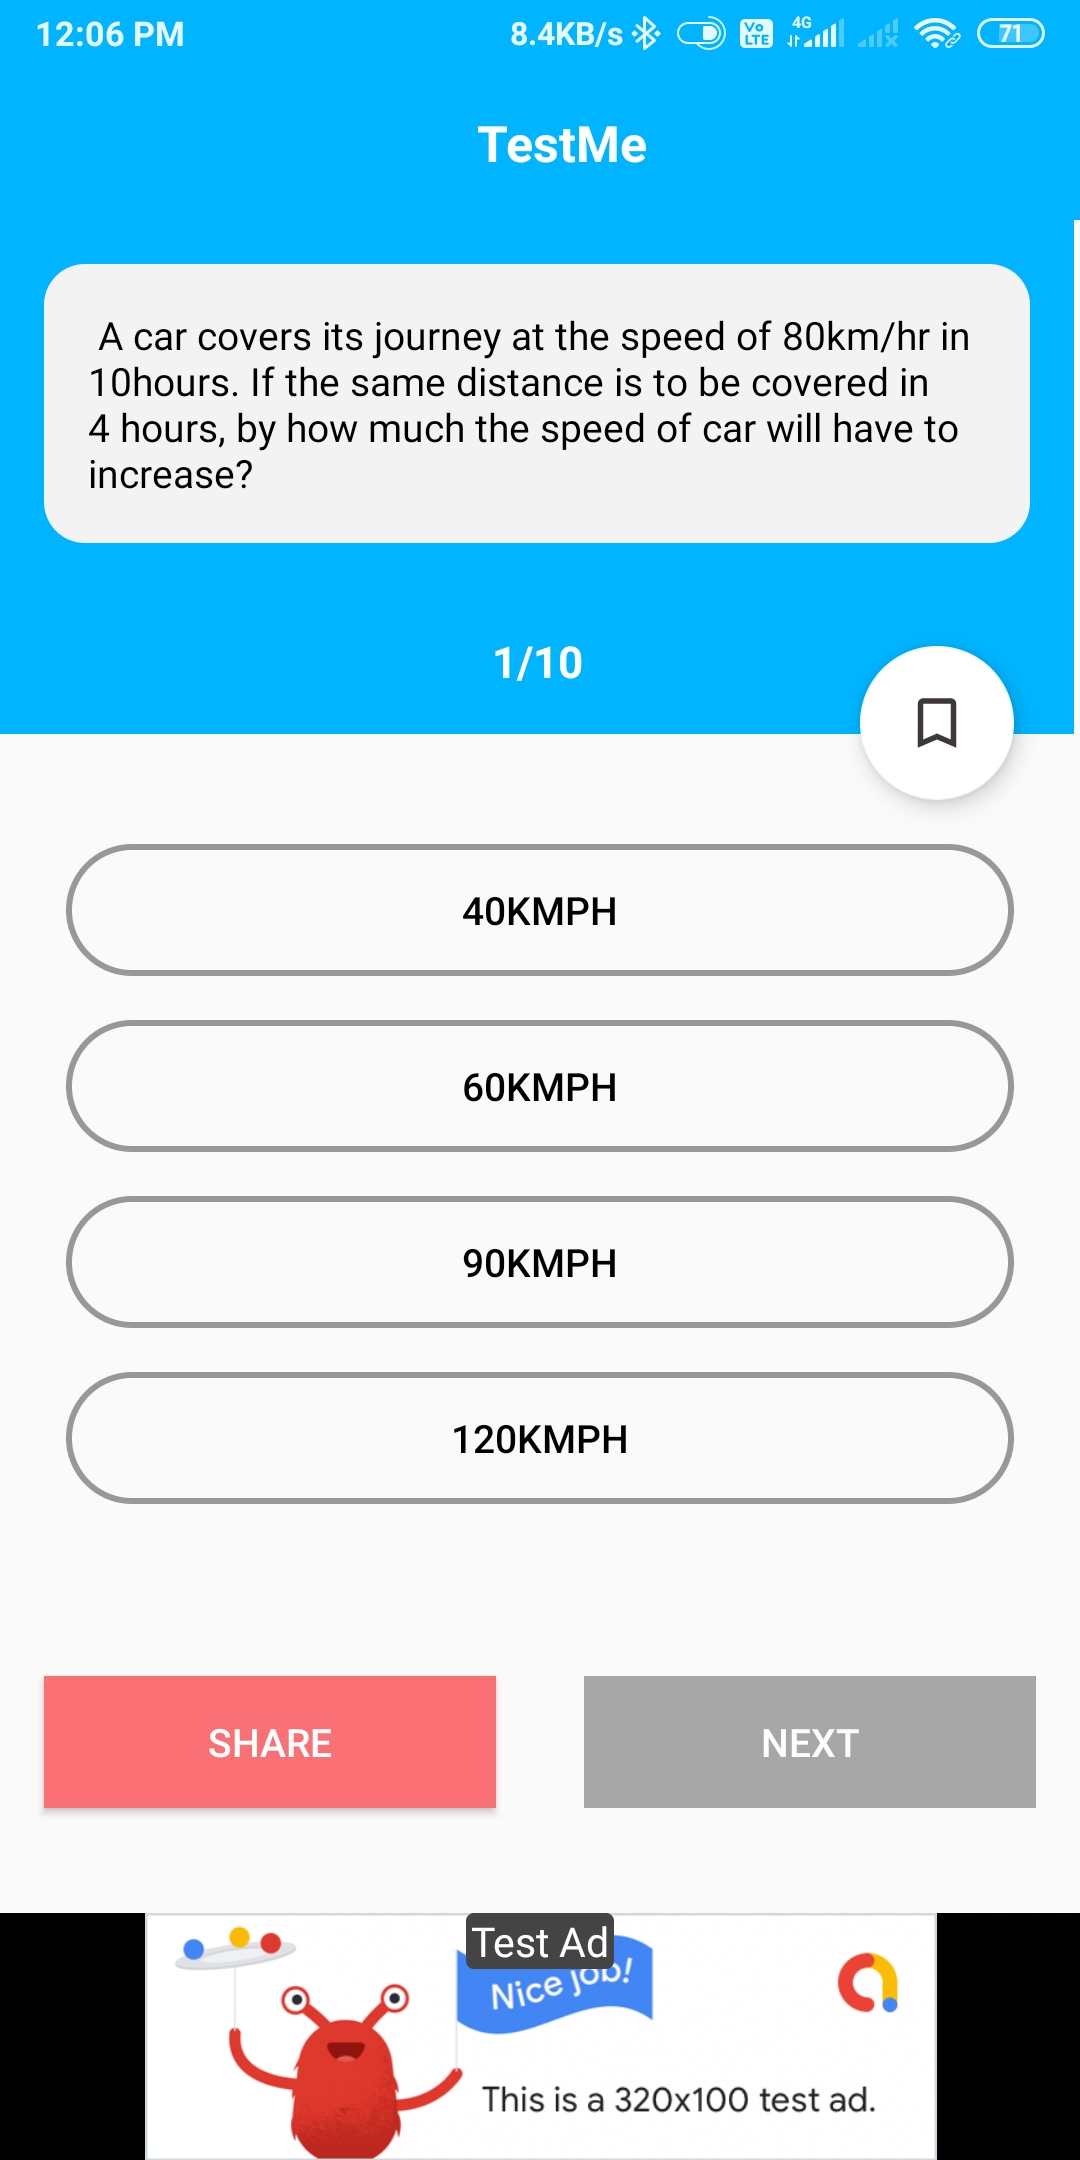 12:06 PM
8.4KB/s
Vo LTE
4G
71
TestMe
A car covers its journey at the speed of 80km/hr in
10hours. If the same distance is to be covered in
4 hours, by how much the speed of car will have to
increase?
1/10
40KMPH
60KMPH
90KMPH
120KMPH
SHARE
NEXT
Test Ad
Nice job!
This is a 320x100 test ad.